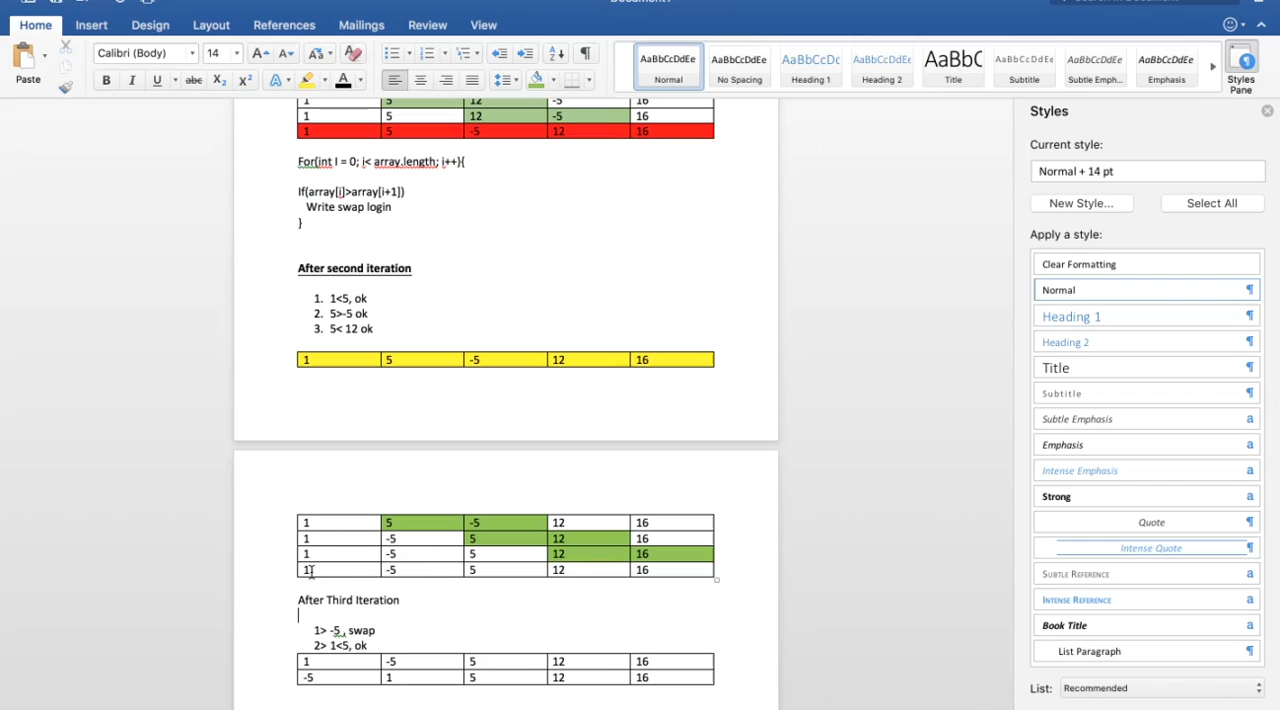 Home Insert Design Layout References Mailings Review View
Calibri (Body) 14
Paste
AaBbCcDdEe AaBbCcDdEe AaBbCcDc AaBbCcDdEe AaBbC AaBbCcDdEe AaBbCcDdEe AaBbCcDdEe
Normal No Spacing Heading 1 Heading 2 Title Subtitle Subtle Emph... Emphasis
Styles Pane
1 5 12 -5 16
1 5 12 -5 16
1 5 -5 12 16
For(int I = 0; i< array.length; i++){
If(array[i]>array[i+1])
Write swap login
}
After second iteration
1. 1<5, ok
2. 5>-5 ok
3. 5< 12 ok
1 5 -5 12 16
1 5 -5 12 16
1 -5 5 12 16
1 -5 5 12 16
1 -5 5 12 16
After Third Iteration
1> -5 , swap
2> 1<5, ok
1 -5 5 12 16
-5 1 5 12 16
Styles
Current style:
Normal + 14 pt
New Style... Select All
Apply a style:
Clear Formatting
Normal
Heading 1
Heading 2
Title
Subtitle
Subtle Emphasis
Emphasis
Intense Emphasis
Strong
Quote
Intense Quote
Subtle Reference
Intense Reference
Book Title
List Paragraph
List: Recommended